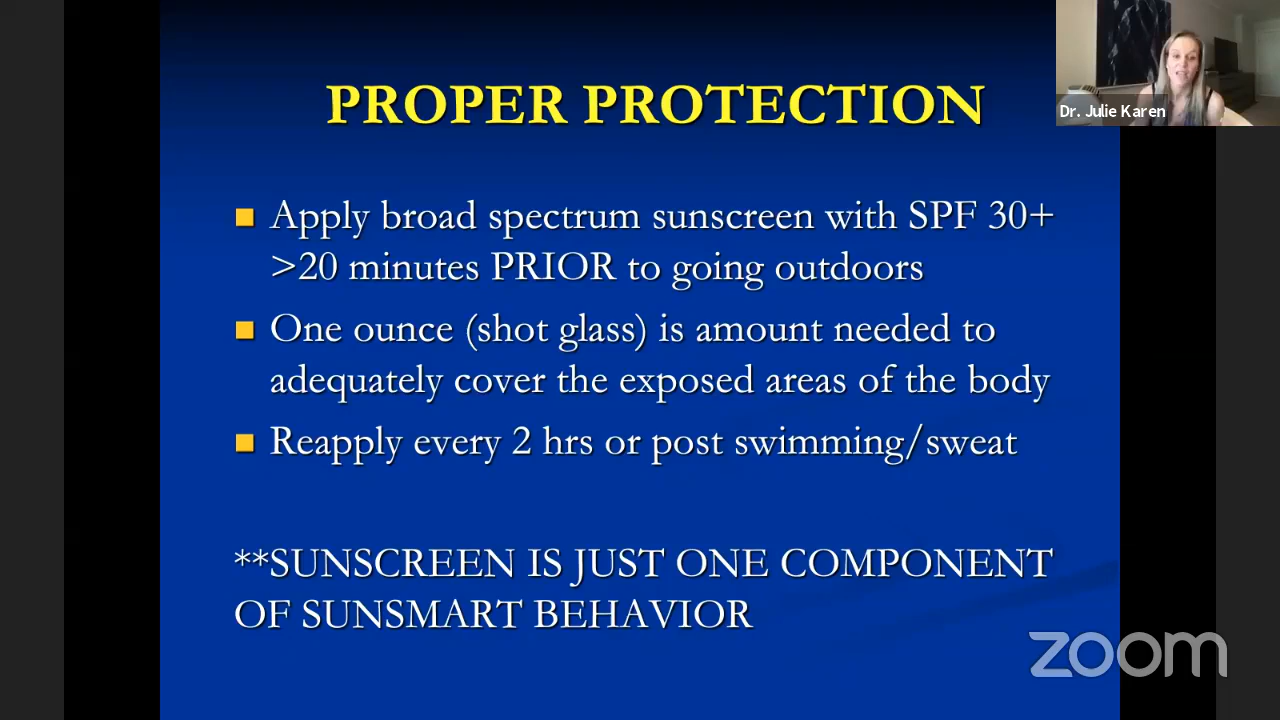 PROPER PROTECTION
Dr. Julie Karen
Apply broad spectrum sunscreen with SPF 30+
>20 minutes PRIOR to going outdoors
One ounce (shot glass) is amount needed to
adequately cover the exposed areas of the body
Reapply every 2 hrs or post swimming/sweat
**SUNSCREEN IS JUST ONE COMPONENT
OF SUNSMART BEHAVIOR
zoom